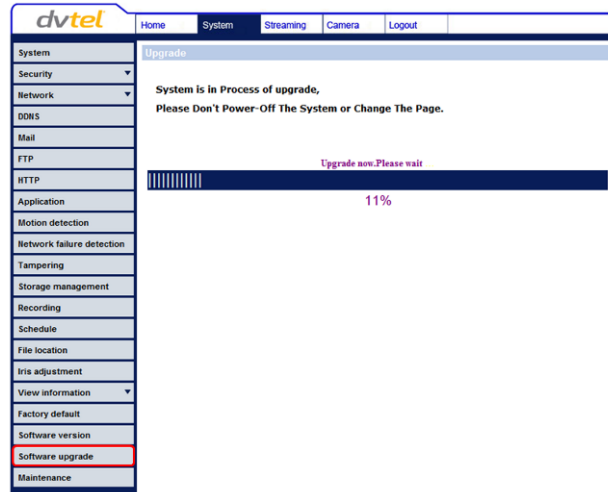 dvtel
Home System Streaming Camera Logout
System
Security
Network
DDNS
Mail
FTP
HTTP
Application
Motion detection
Network failure detection
Tampering
Storage management
Recording
Schedule
File location
Iris adjustment
View information
Factory default
Software version
Software upgrade
Maintenance
Upgrade
System is in Process of upgrade,
Please Don't Power-Off The System or Change The Page.
Upgrade now.Please wait
11%